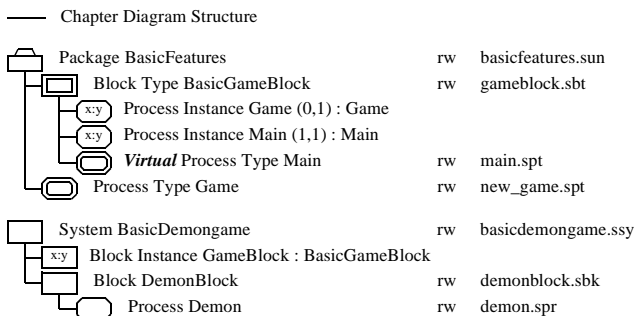 Chapter Diagram Structure
Package BasicFeatures rw basicfeatures.sun
Block Type BasicGameBlock rw gameblock.sbt
x:y Process Instance Game (0,1) : Game
x:y Process Instance Main (1,1) : Main
Virtual Process Type Main rw main.spt
Process Type Game rw new_game.spt
System BasicDemongame rw basicdemongame.ssy
x:y Block Instance GameBlock : BasicGameBlock
Block DemonBlock rw demonblock.sbk
Process Demon rw demon.spr